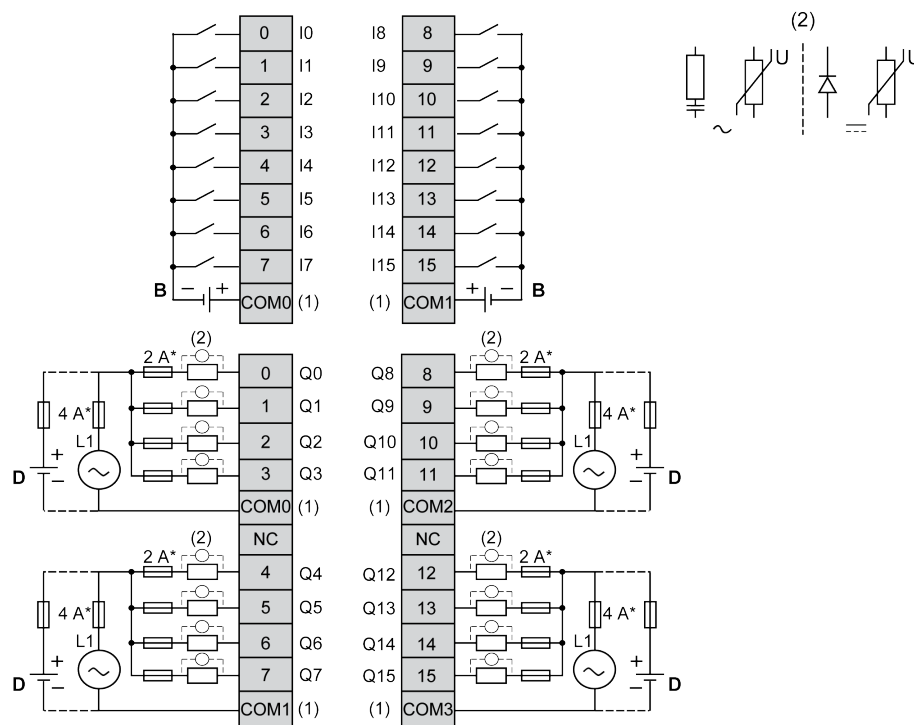 (2)
IU
IU
0 I0 I8 8
1 I1 I9 9
2 I2 I10 10
3 I3 I11 11
4 I4 I12 12
5 I5 I13 13
6 I6 I14 14
7 I7 I15 15
B − + COM0 (1) (1) COM1 + − B
(2) (2)
2 A* 0 Q0 Q8 8 2 A*
4 A* 1 Q1 Q9 9 4 A*
L1 2 Q2 Q10 10 L1
D + − 3 Q3 Q11 11 + − D
COM0 (1) (1) COM2
NC NC
(2) (2)
2 A* 4 Q4 Q12 12 2 A*
4 A* 5 Q5 Q13 13 4 A*
L1 6 Q6 Q14 14 L1
D + − 7 Q7 Q15 15 + − D
COM1 (1) (1) COM3